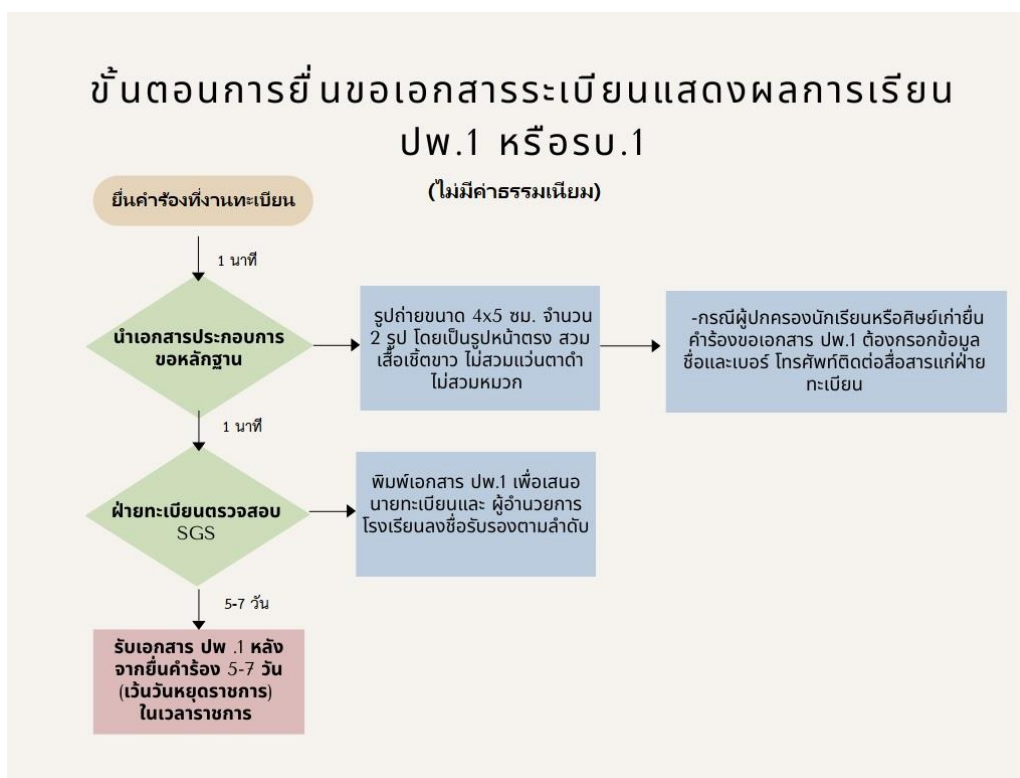 ขั้นตอนการยื่นขอเอกสารระเบียนแสดงผลการเรียน
ปพ.1 หรือรบ.1
(ไม่มีค่าธรรมเนียม)
ยื่นคำร้องที่งานทะเบียน
1 นาที
นำเอกสารประกอบการ
ขอหลักฐาน
รูปถ่ายขนาด 4x5 ซม. จำนวน
2 รูป โดยเป็นรูปหน้าตรง สวม
เสื้อเชิ้ตขาว ไม่สวมแว่นตาดำ
ไม่สวมหมวก
-กรณีผู้ปกครองนักเรียนหรือศิษย์เก่ายื่น
คำร้องขอเอกสาร ปพ.1 ต้องกรอกข้อมูล
ชื่อและเบอร์ โทรศัพท์ติดต่อสื่อสารแก่ฝ่าย
ทะเบียน
1 นาที
ฝ่ายทะเบียนตรวจสอบ
SGS
พิมพ์เอกสาร ปพ.1 เพื่อเสนอ
นายทะเบียนและ ผู้อำนวยการ
โรงเรียนลงชื่อรับรองตามลำดับ
5-7 วัน
รับเอกสาร ปพ .1 หลัง
จากยื่นคำร้อง 5-7 วัน
(เว้นวันหยุดราชการ)
ในเวลาราชการ